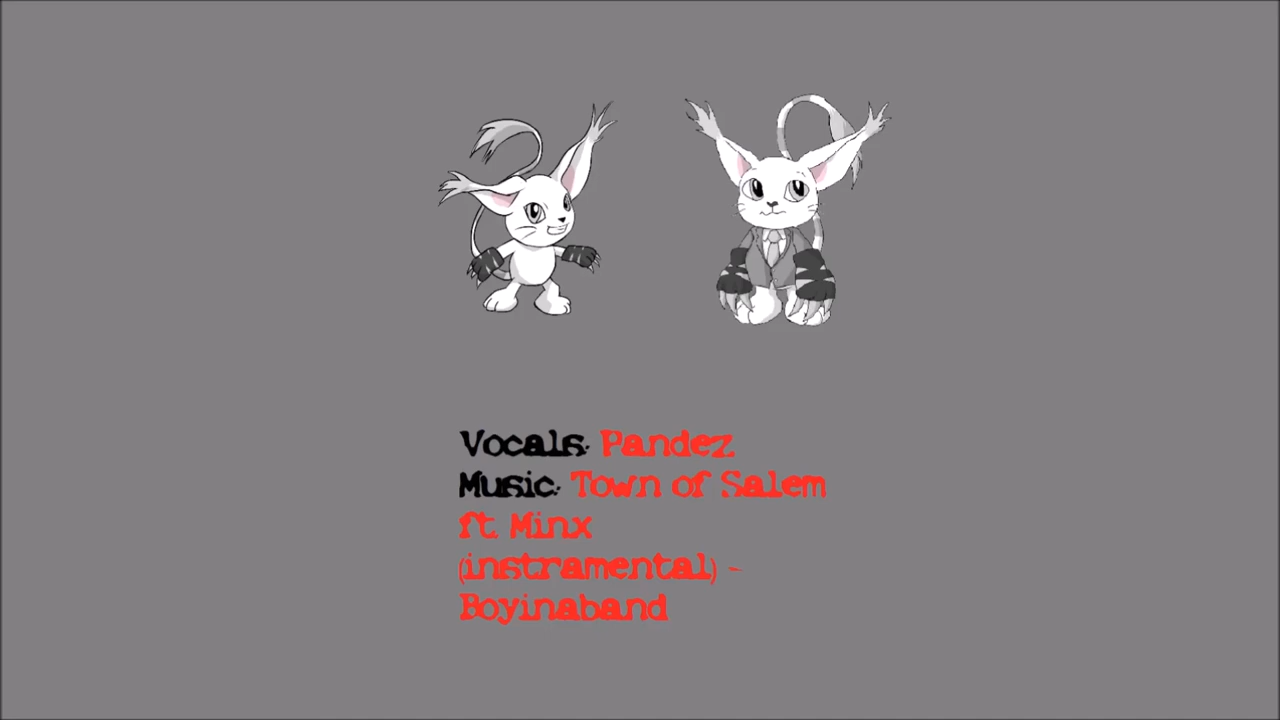 Vocals: Pandez
Music: Town of Salem
ft. Minx
(instramental) -
Boyinaband